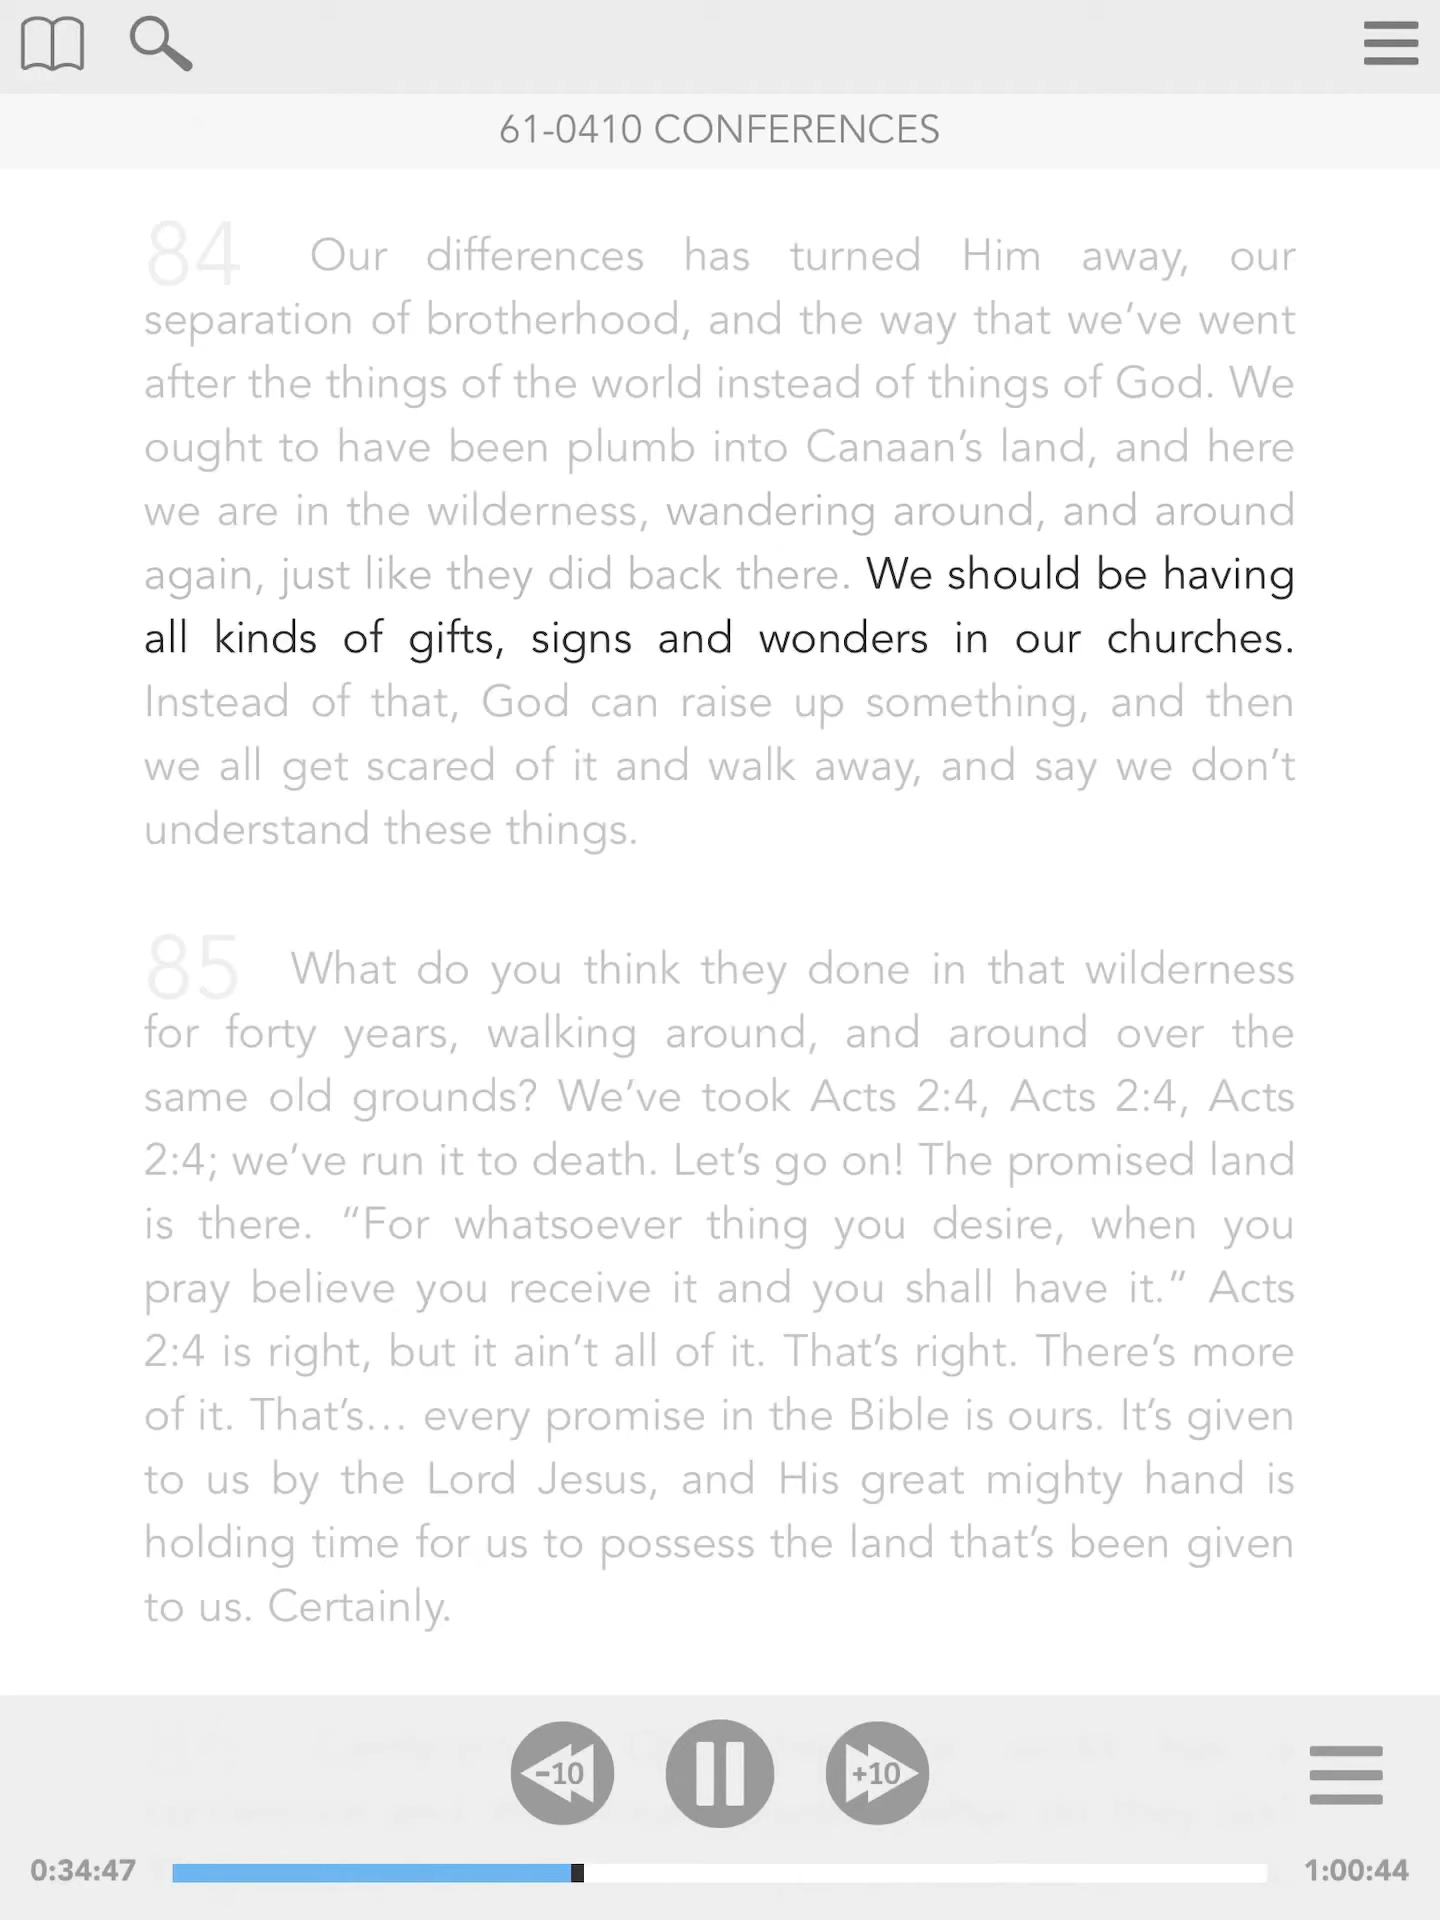 61-0410 CONFERENCES
84 Our differences has turned Him away, our
separation of brotherhood, and the way that we’ve went
after the things of the world instead of things of God. We
ought to have been plumb into Canaan’s land, and here
we are in the wilderness, wandering around, and around
again, just like they did back there. We should be having
all kinds of gifts, signs and wonders in our churches.
Instead of that, God can raise up something, and then
we all get scared of it and walk away, and say we don’t
understand these things.
85 What do you think they done in that wilderness
for forty years, walking around, and around over the
same old grounds? We’ve took Acts 2:4, Acts 2:4, Acts
2:4; we’ve run it to death. Let’s go on! The promised land
is there. “For whatsoever thing you desire, when you
pray believe you receive it and you shall have it.” Acts
2:4 is right, but it ain’t all of it. That’s right. There’s more
of it. That’s… every promise in the Bible is ours. It’s given
to us by the Lord Jesus, and His great mighty hand is
holding time for us to possess the land that’s been given
to us. Certainly.
-10 +10
0:34:47 1:00:44